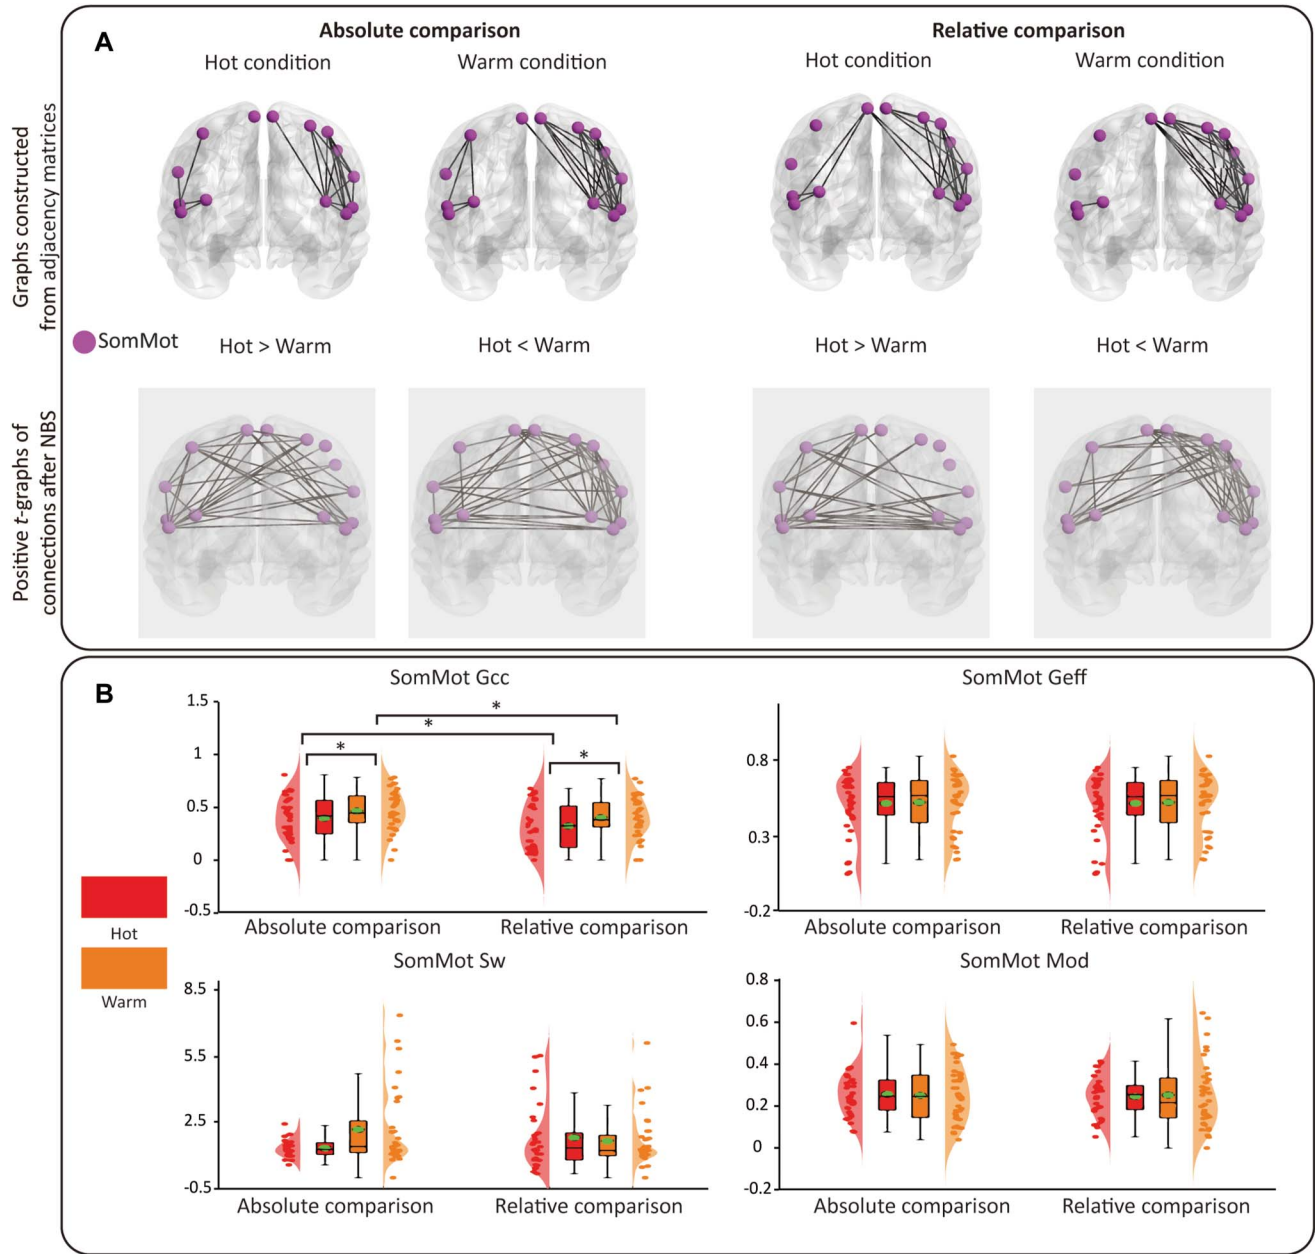 A
Absolute comparison
Relative comparison
Hot condition
Warm condition
Hot condition
Warm condition
Graphs constructed
from adjacency matrices
SomMot
Hot > Warm
Hot < Warm
Hot > Warm
Hot < Warm
Positive t-graphs of
connections after NBS
B
SomMot Gcc
1.5
1
0.5
0
-0.5
*
*
*
*
Absolute comparison
Relative comparison
SomMot Geff
0.8
0.3
-0.2
Absolute comparison
Relative comparison
Hot
Warm
SomMot Sw
8.5
5.5
2.5
-0.5
Absolute comparison
Relative comparison
SomMot Mod
0.8
0.6
0.4
0.2
0
-0.2
Absolute comparison
Relative comparison